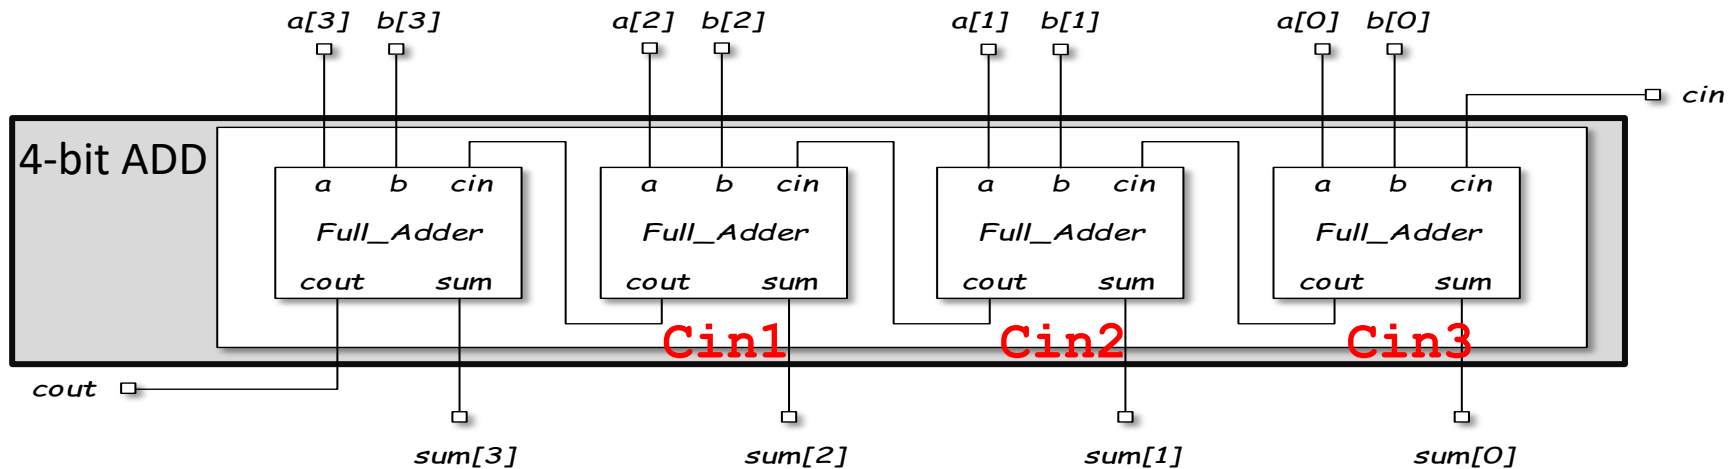 a[3] b[3] a[2] b[2] a[1] b[1] a[0] b[0]
cin
4-bit ADD
a b cin a b cin a b cin a b cin
Full_Adder Full_Adder Full_Adder Full_Adder
cout sum cout sum cout sum cout sum
Cin1 Cin2 Cin3
cout
sum[3] sum[2] sum[1] sum[0]